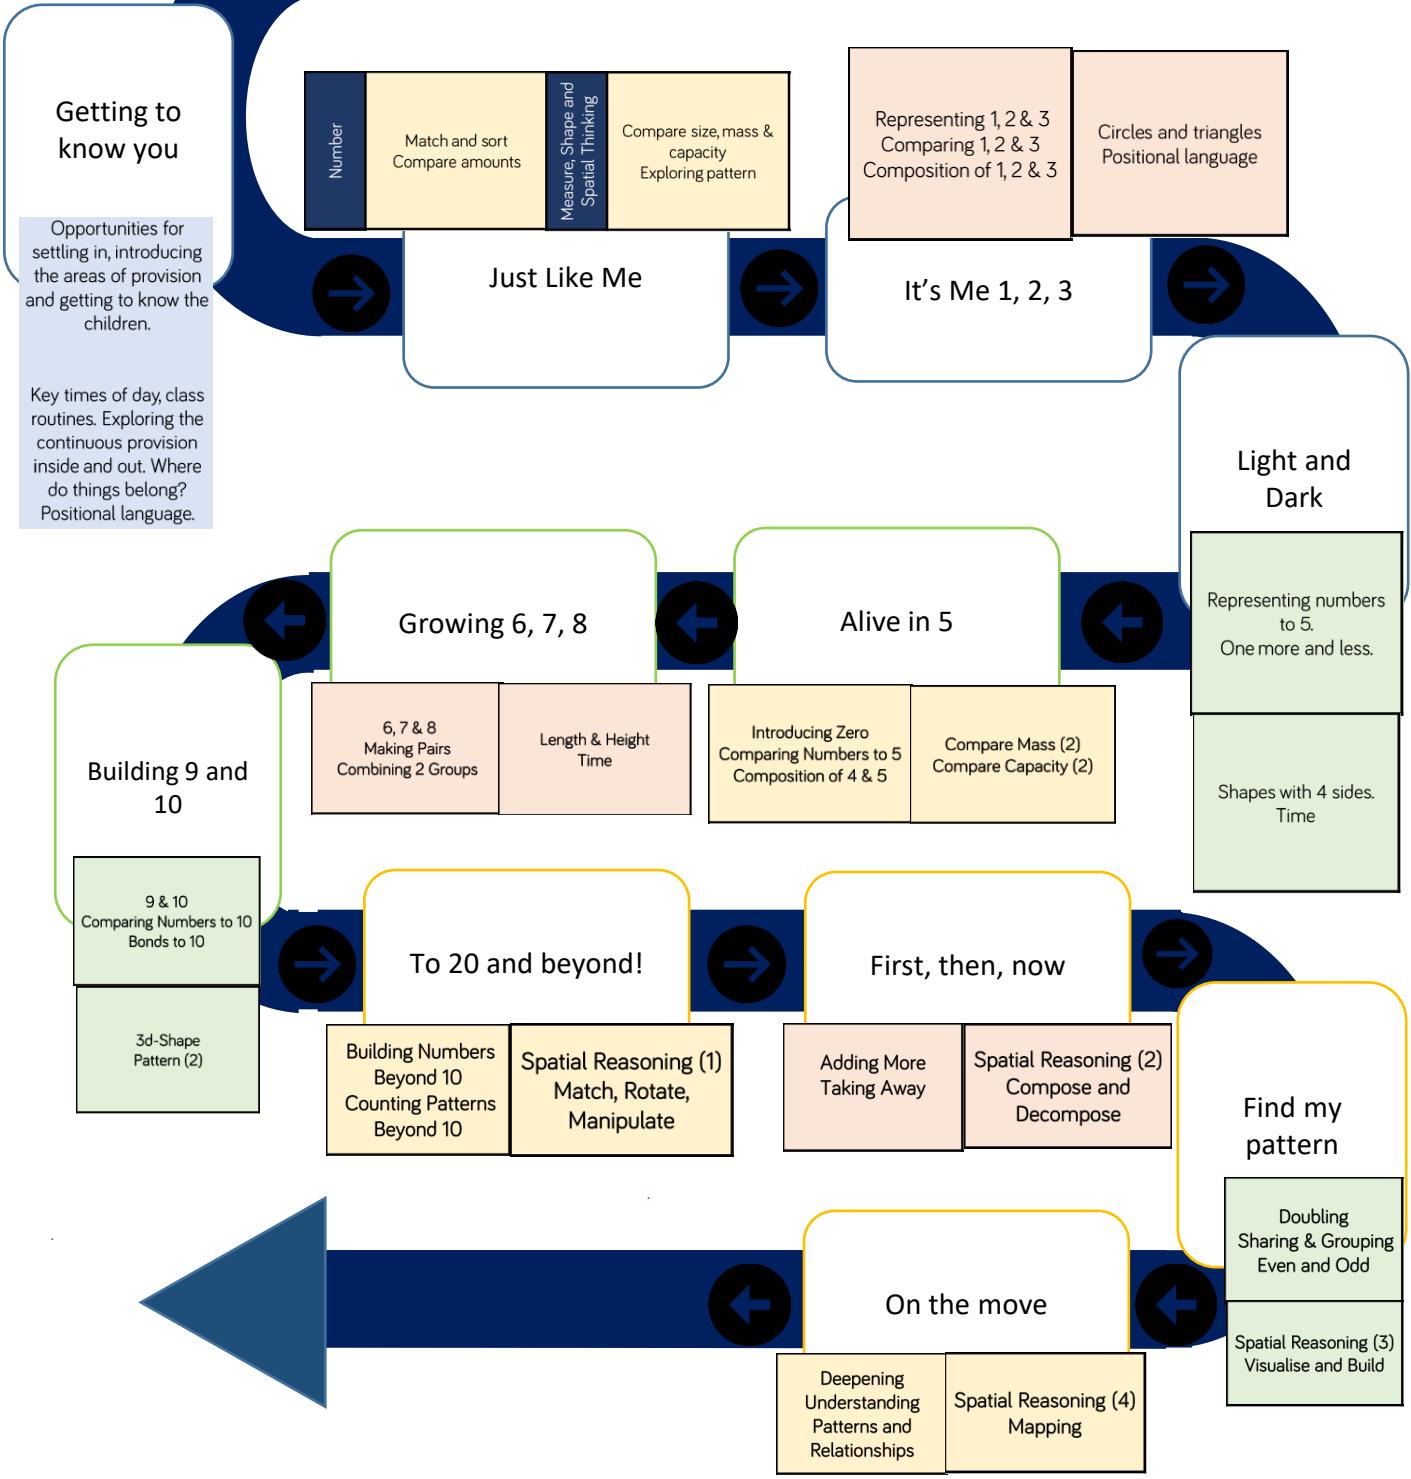 Getting to
know you
Opportunities for
settling in, introducing
the areas of provision
and getting to know the
children.
Key times of day, class
routines. Exploring the
continuous provision
inside and out. Where
do things belong?
Positional language.
Number
Match and sort
Compare amounts
Measure, Shape and
Spatial Thinking
Compare size, mass &
capacity
Exploring pattern
Just Like Me
Representing 1, 2 & 3
Comparing 1, 2 & 3
Composition of 1, 2 & 3
Circles and triangles
Positional language
It's Me 1, 2, 3
Light and
Dark
Representing numbers
to 5.
One more and less.
Shapes with 4 sides.
Time
Alive in 5
Introducing Zero
Comparing Numbers to 5
Composition of 4 & 5
Compare Mass (2)
Compare Capacity (2)
Growing 6, 7, 8
6, 7 & 8
Making Pairs
Combining 2 Groups
Length & Height
Time
Building 9 and
10
9 & 10
Comparing Numbers to 10
Bonds to 10
3d-Shape
Pattern (2)
To 20 and beyond!
Building Numbers
Beyond 10
Counting Patterns
Beyond 10
Spatial Reasoning (1)
Match, Rotate,
Manipulate
First, then, now
Adding More
Taking Away
Spatial Reasoning (2)
Compose and
Decompose
Find my
pattern
Doubling
Sharing & Grouping
Even and Odd
Spatial Reasoning (3)
Visualise and Build
On the move
Deepening
Understanding
Patterns and
Relationships
Spatial Reasoning (4)
Mapping